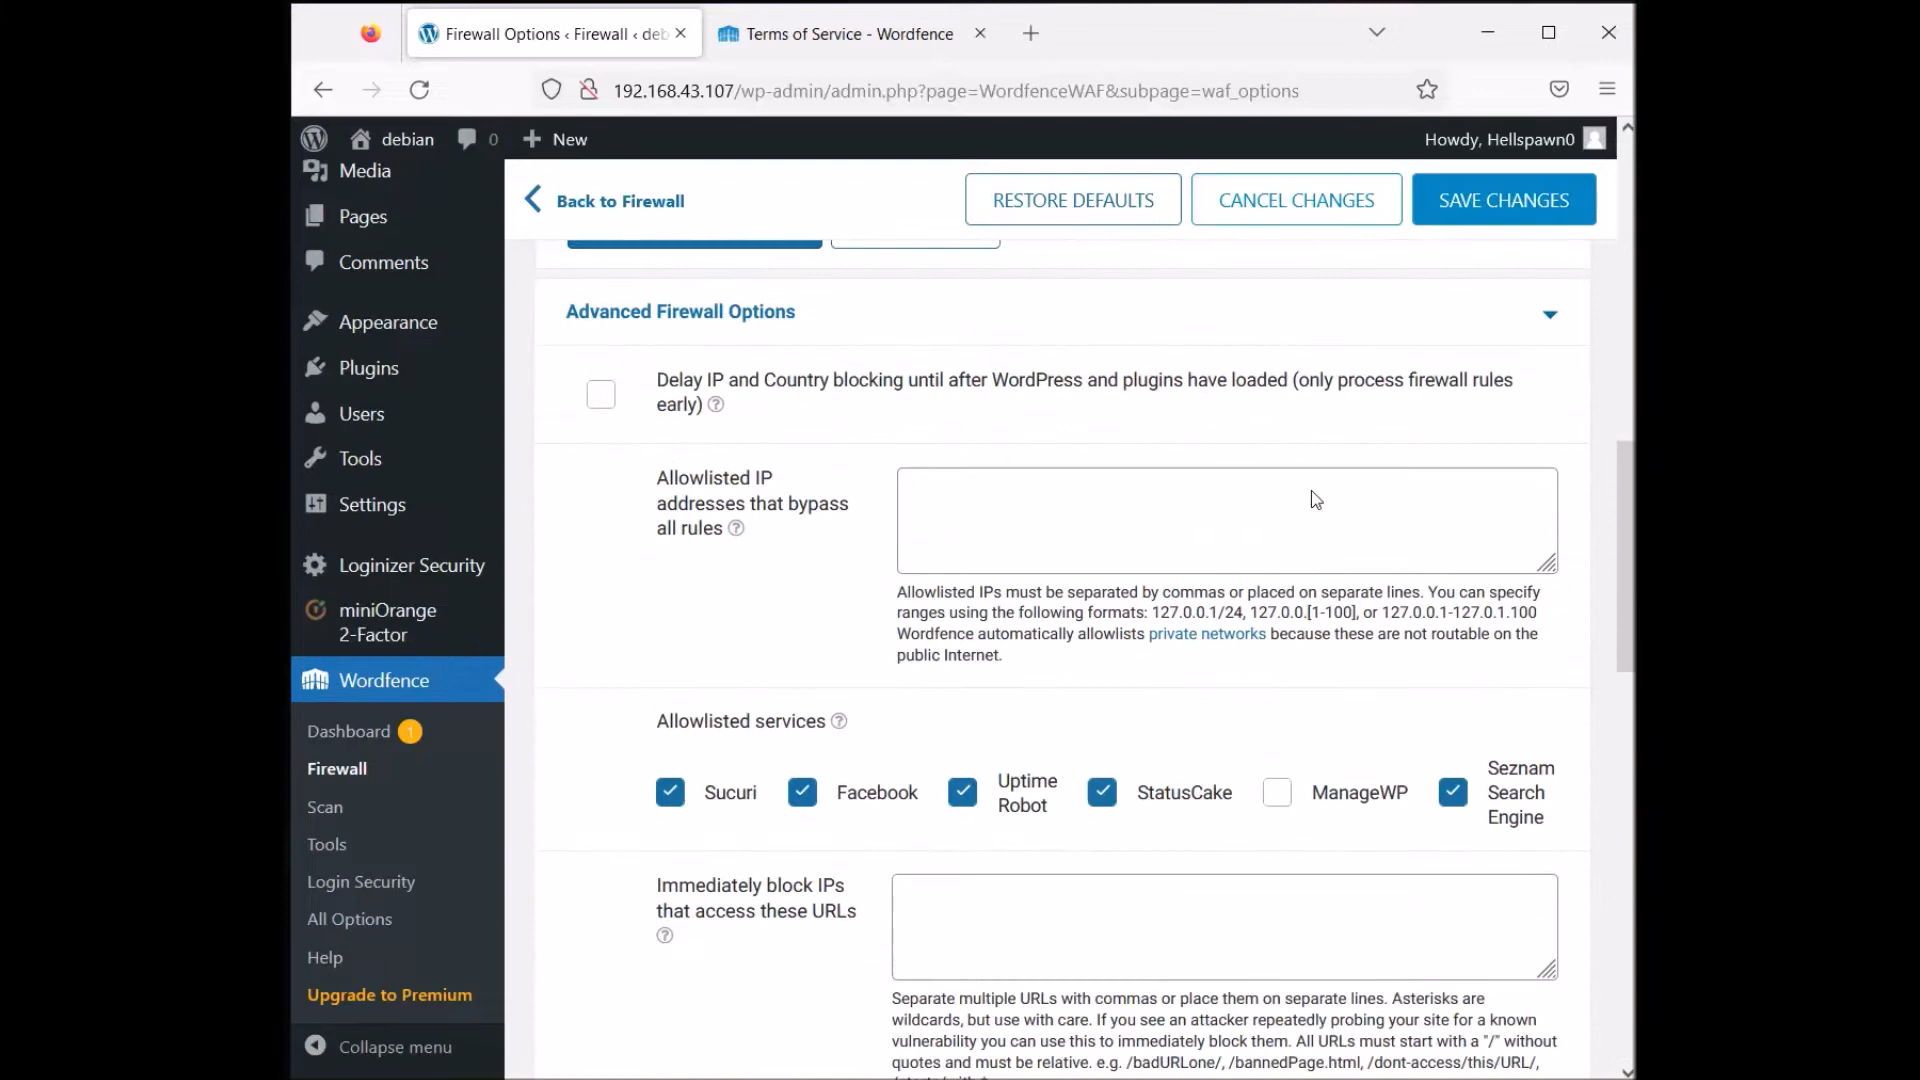 Firewall Options ‹ Firewall ‹ deb
Terms of Service - Wordfence
192.168.43.107/wp-admin/admin.php?page=WordfenceWAF&subpage=waf_options
debian
0
New
Howdy, Hellspawn0
Media
Pages
Comments
Appearance
Plugins
Users
Tools
Settings
Loginizer Security
miniOrange
2-Factor
Wordfence
Dashboard 1
Firewall
Scan
Tools
Login Security
All Options
Help
Upgrade to Premium
Collapse menu
Back to Firewall
RESTORE DEFAULTS
CANCEL CHANGES
SAVE CHANGES
Advanced Firewall Options
Delay IP and Country blocking until after WordPress and plugins have loaded (only process firewall rules
early) ?
Allowlisted IP
addresses that bypass
all rules ?
Allowlisted IPs must be separated by commas or placed on separate lines. You can specify
ranges using the following formats: 127.0.0.1/24, 127.0.0.[1-100], or 127.0.0.1-127.0.1.100
Wordfence automatically allowlists private networks because these are not routable on the
public Internet.
Allowlisted services ?
Sucuri
Facebook
Uptime
Robot
StatusCake
ManageWP
Seznam
Search
Engine
Immediately block IPs
that access these URLs
?
Separate multiple URLs with commas or place them on separate lines. Asterisks are
wildcards, but use with care. If you see an attacker repeatedly probing your site for a known
vulnerability you can use this to immediately block them. All URLs must start with a "/" without
quotes and must be relative. e.g. /badURLone/, /bannedPage.html, /dont-access/this/URL/,